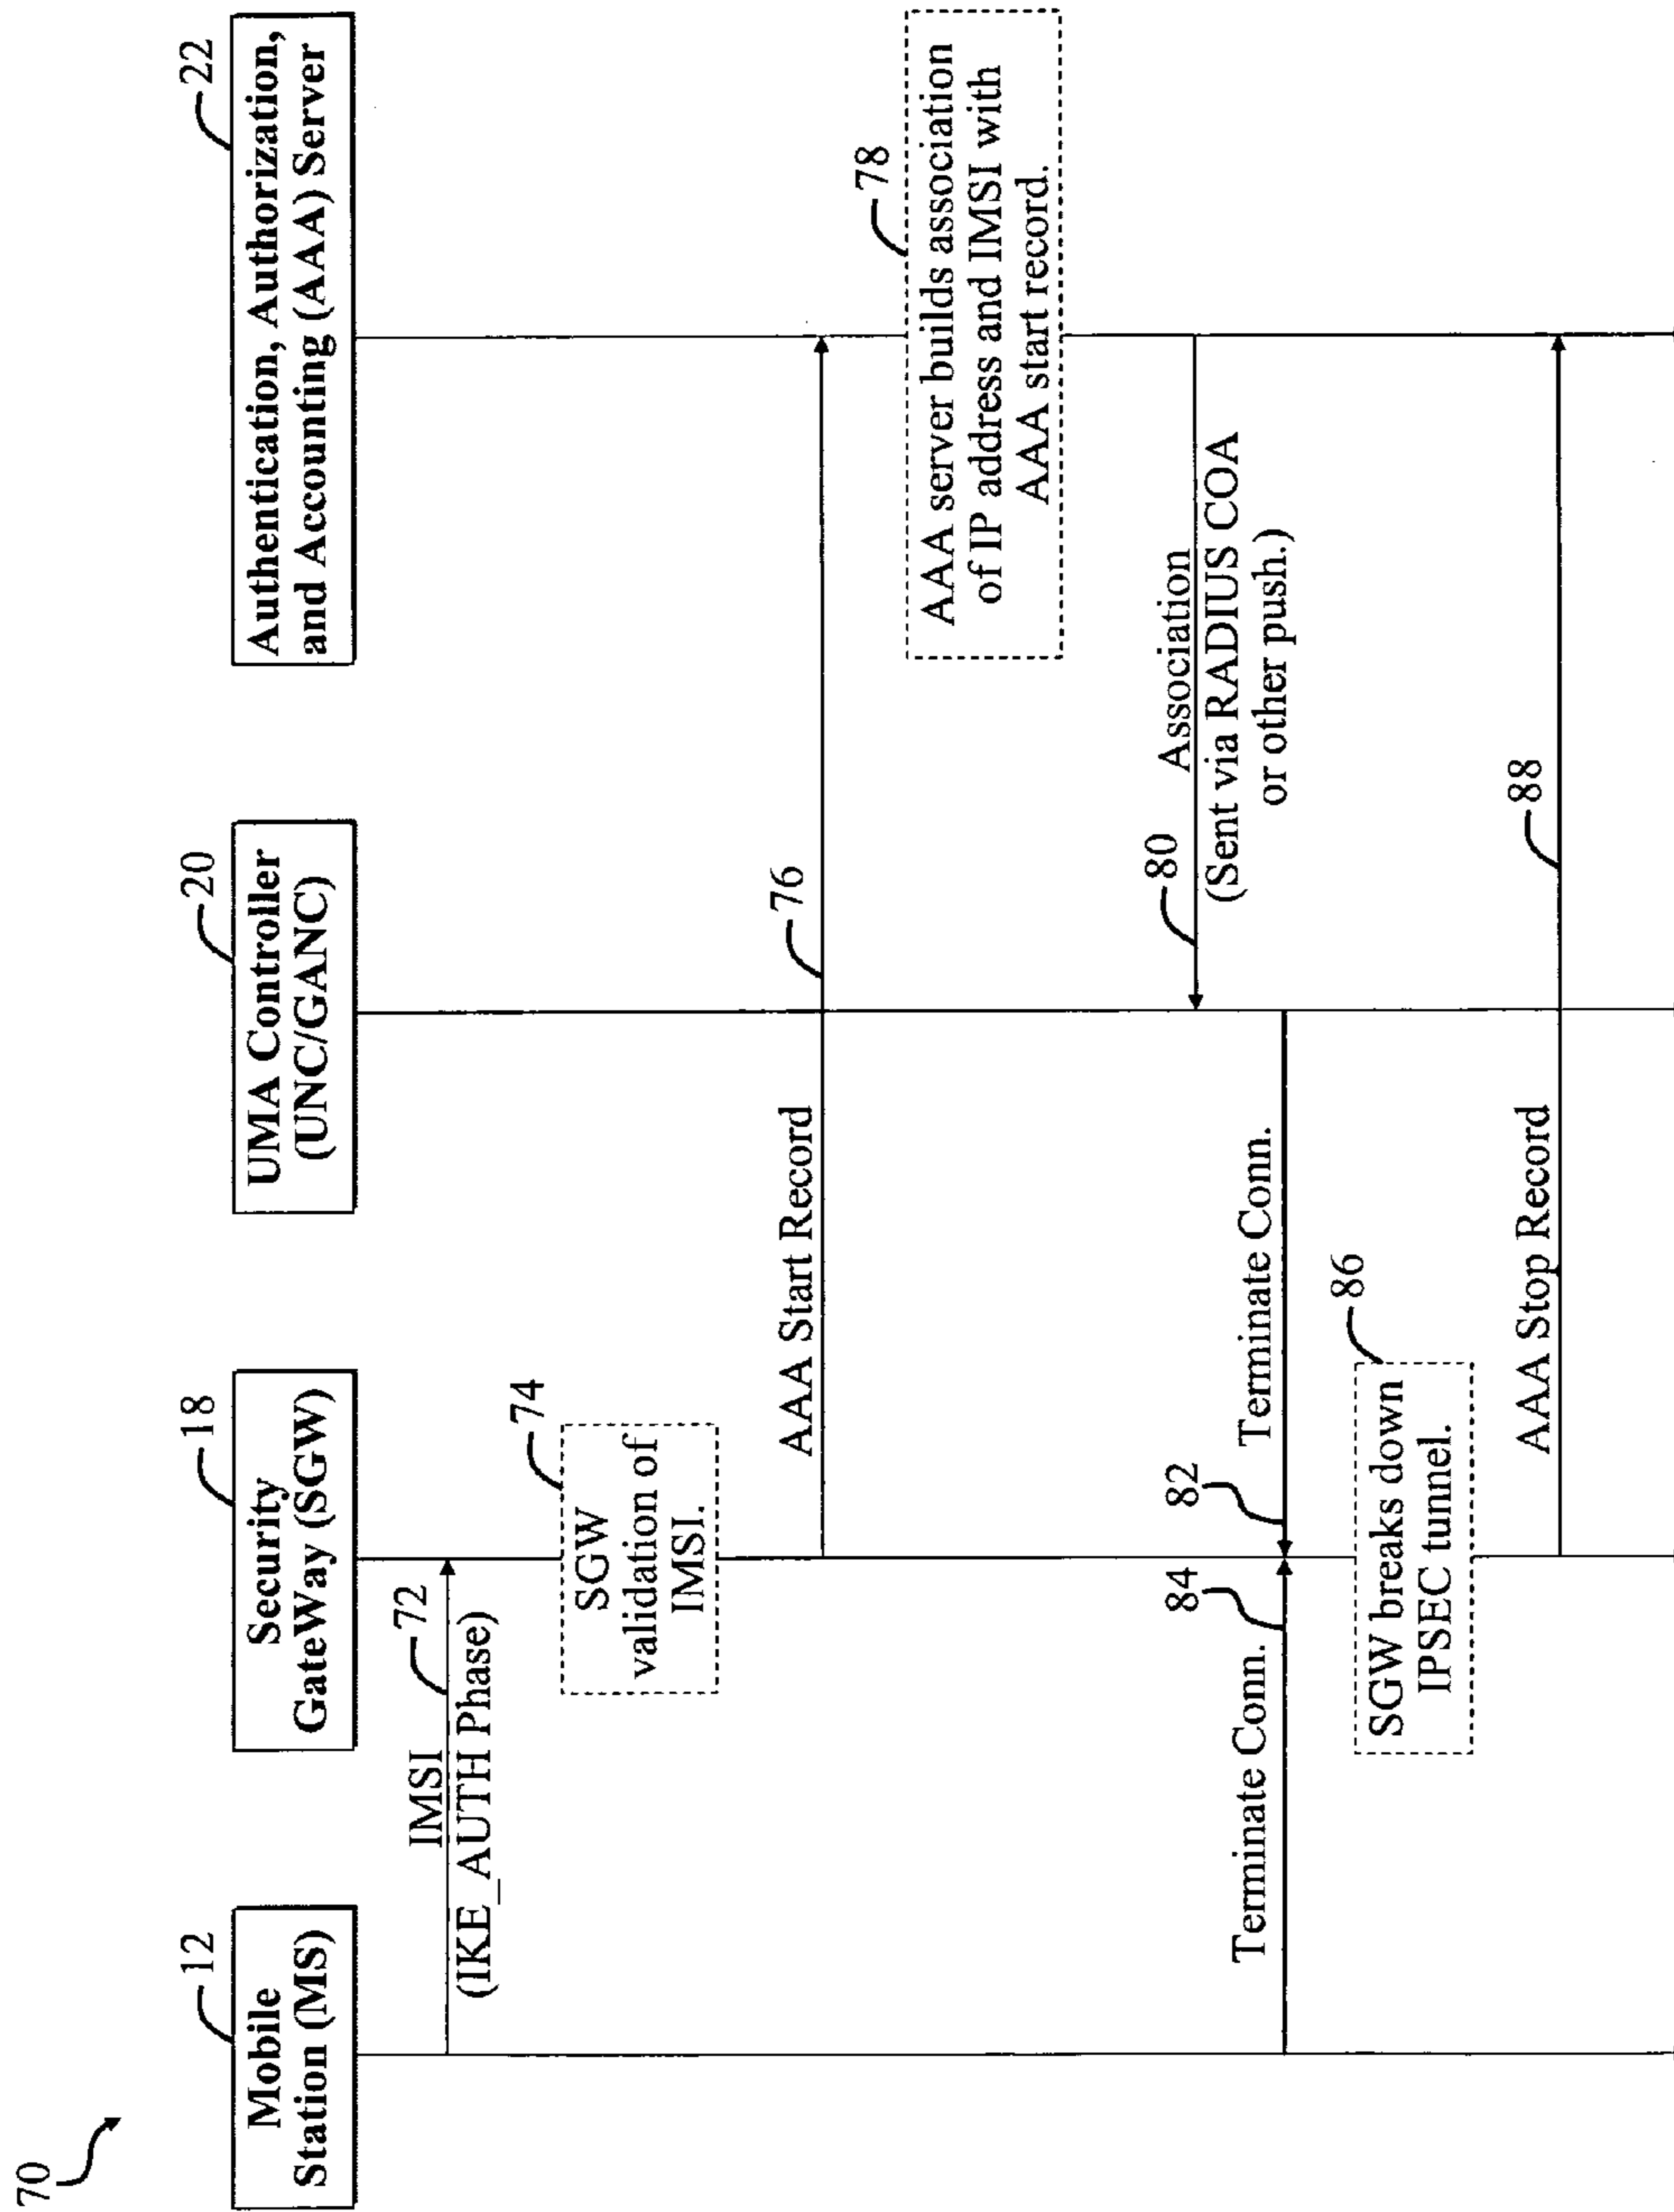 70
12
Mobile
Station (MS)
18
Security
GateWay (SGW)
20
UMA Controller
(UNC/GANC)
22
Authentication, Authorization,
and Accounting (AAA) Server
IMSI
72
(IKE_AUTH Phase)
74
SGW
validation of
IMSI.
AAA Start Record
76
78
AAA server builds association
of IP address and IMSI with
AAA start record.
80
Association
(Sent via RADIUS COA
or other push.)
Terminate Conn.
84
82
Terminate Conn.
86
SGW breaks down
IPSEC tunnel.
AAA Stop Record
88